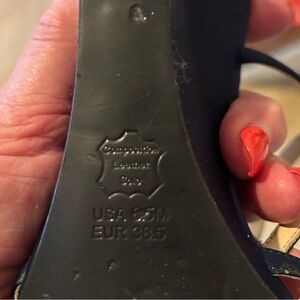 Composition
Leather
Sole
USA 8.5M
EUR 38.5